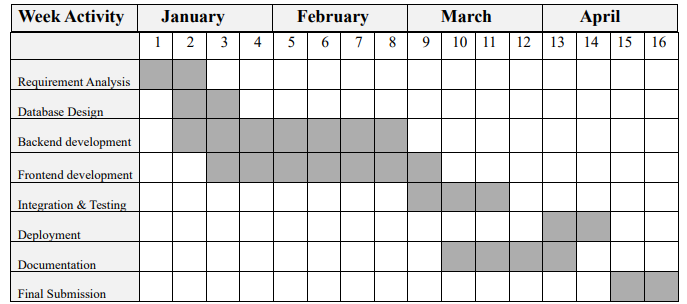 Week Activity January February March April
1 2 3 4 5 6 7 8 9 10 11 12 13 14 15 16
Requirement Analysis
Database Design
Backend development
Frontend development
Integration & Testing
Deployment
Documentation
Final Submission